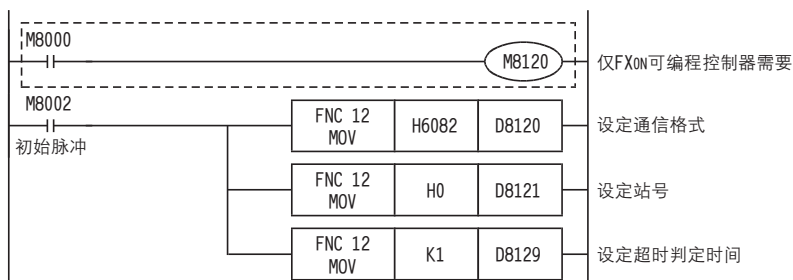 M8000
M8120 仅FX0N可编程控制器需要
M8002
初始脉冲
FNC 12 MOV H6082 D8120 设定通信格式
FNC 12 MOV H0 D8121 设定站号
FNC 12 MOV K1 D8129 设定超时判定时间